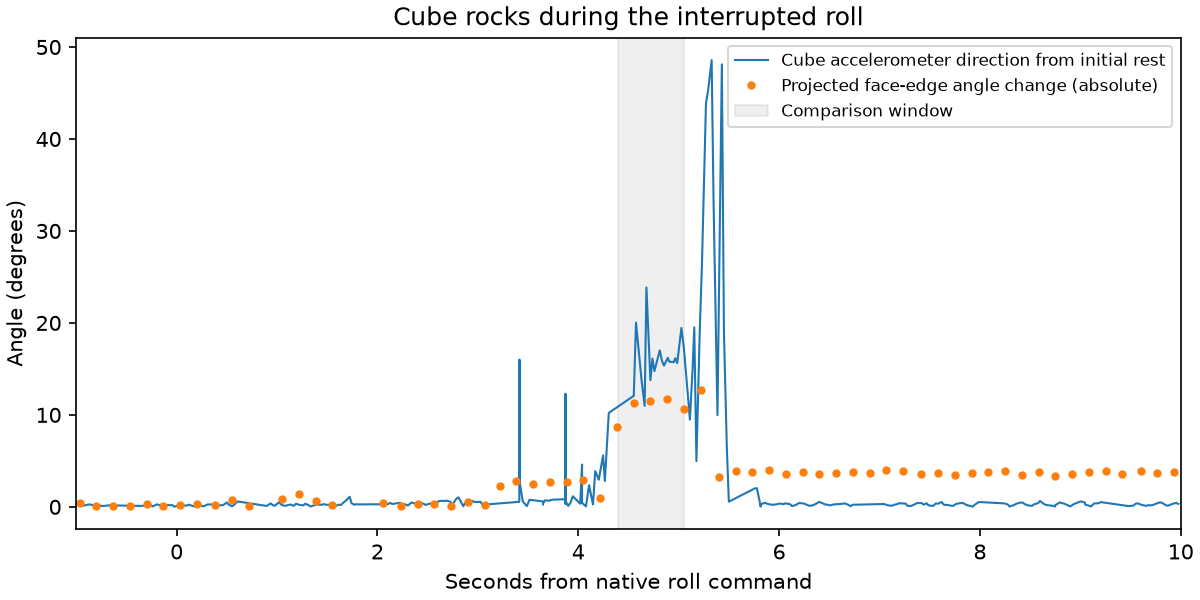 Cube rocks during the interrupted roll
Cube accelerometer direction from initial rest
Projected face-edge angle change (absolute)
Comparison window
Angle (degrees)
50
40
30
20
10
0
0 2 4 6 8 10
Seconds from native roll command